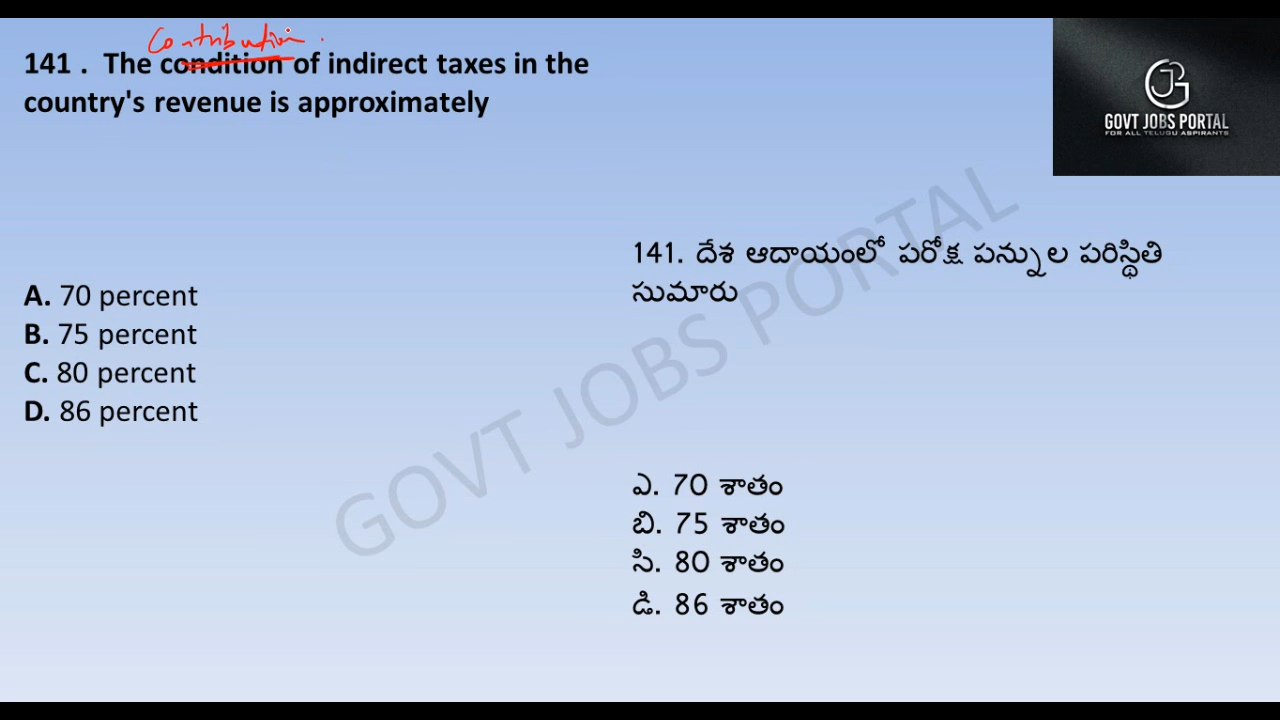 contribution.
141 . The condition of indirect taxes in the
country's revenue is approximately
GOVT JOBS PORTAL
FOR ALL TELUGU ASPIRANTS
A. 70 percent
B. 75 percent
C. 80 percent
D. 86 percent
141. దేశ ఆదాయంలో పరోక్ష పన్నుల పరిస్థితి
సుమారు
ఎ. 70 శాతం
బి. 75 శాతం
సి. 80 శాతం
డి. 86 శాతం
GOVT JOBS PORTAL